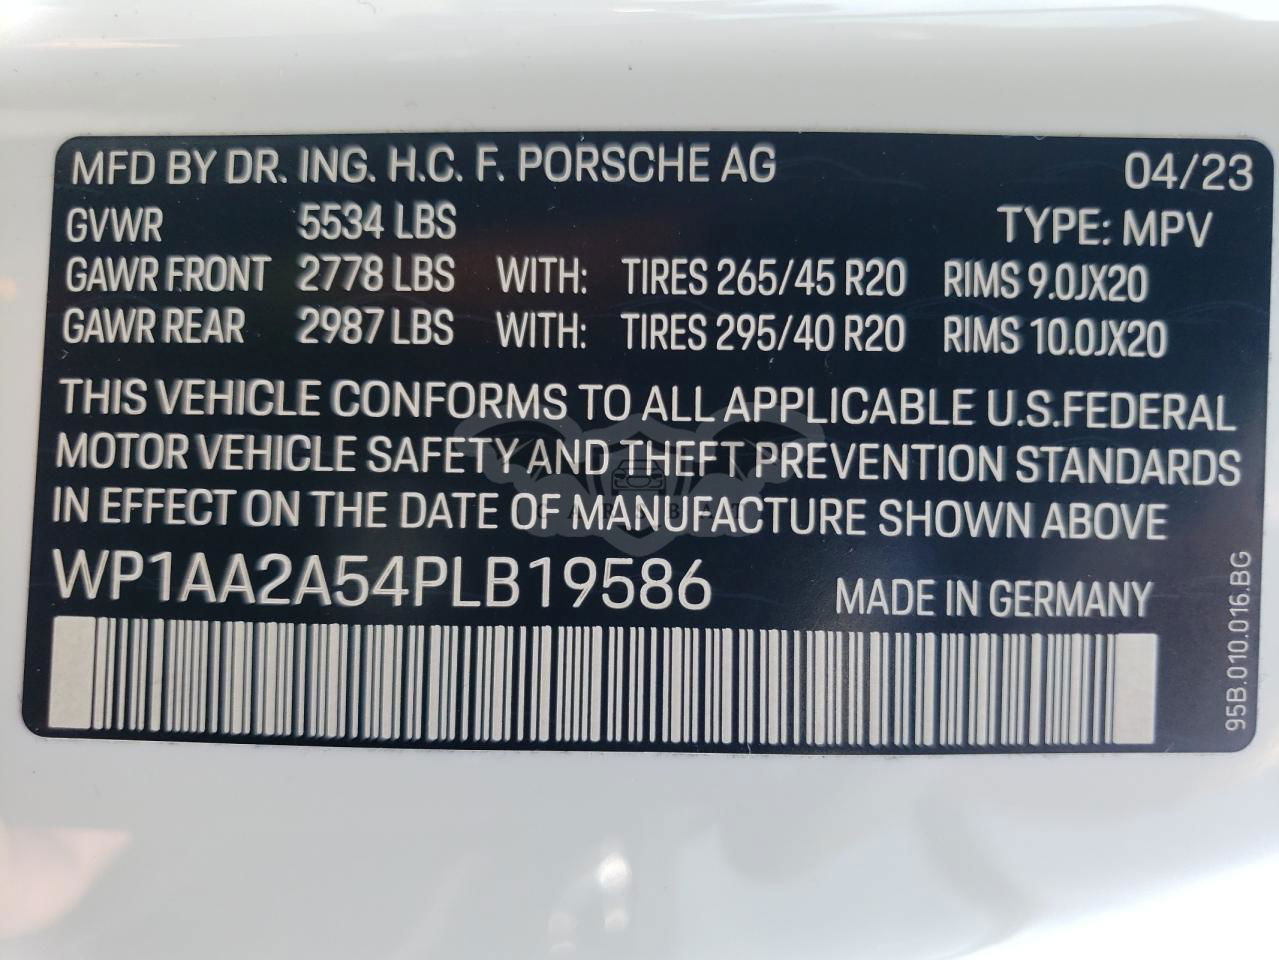 MFD BY DR. ING. H.C. F. PORSCHE AG 04/23
GVWR 5534 LBS TYPE: MPV
GAWR FRONT 2778 LBS WITH: TIRES 265/45 R20 RIMS 9.0JX20
GAWR REAR 2987 LBS WITH: TIRES 295/40 R20 RIMS 10.0JX20
THIS VEHICLE CONFORMS TO ALL APPLICABLE U.S.FEDERAL
MOTOR VEHICLE SAFETY AND THEFT PREVENTION STANDARDS
IN EFFECT ON THE DATE OF MANUFACTURE SHOWN ABOVE
WP1AA2A54PLB19586 MADE IN GERMANY
95B.010.016.BG